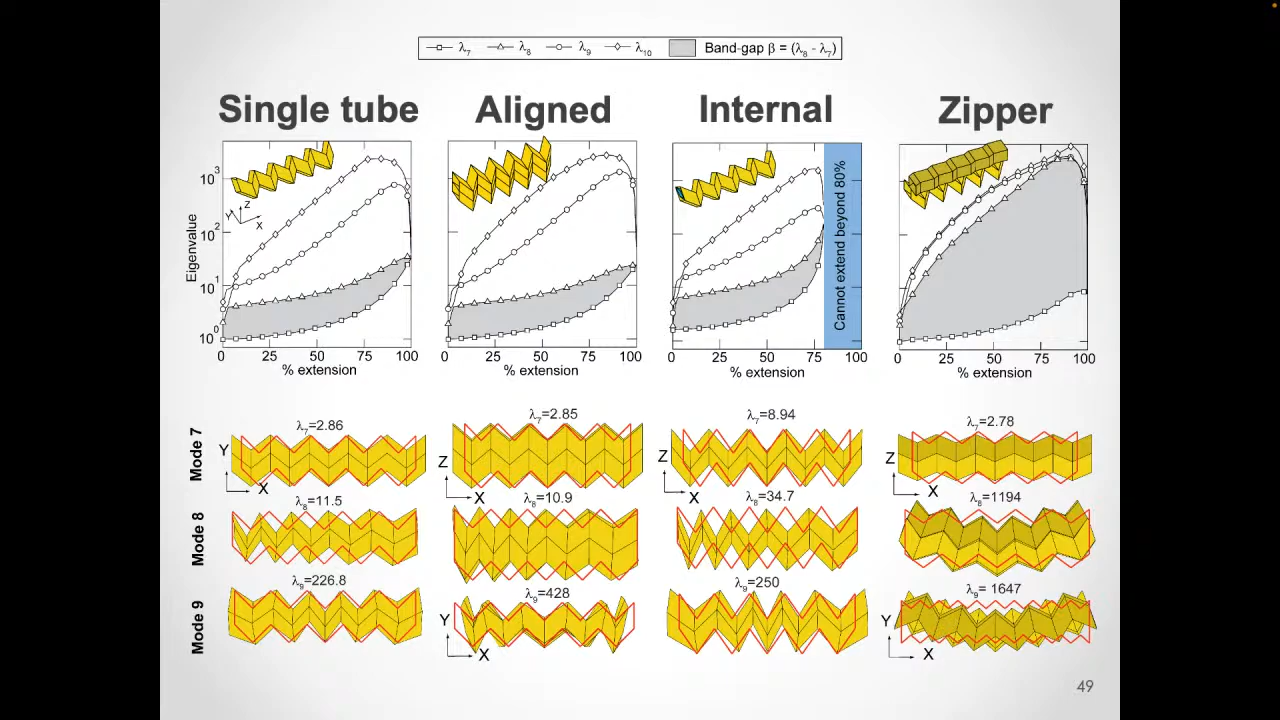 λ7 λ8 λ9 λ10 Band-gap β = (λ8 - λ7)
Single tube Aligned Internal Zipper
Eigenvalue
10³
10²
10¹
10⁰
Y Z X
Cannot extend beyond 80%
0 25 50 75 100
% extension
0 25 50 75 100
% extension
0 25 50 75 100
% extension
0 25 50 75 100
% extension
Mode 7
λ7=2.86
Y
X
λ7=2.85
Z
X
λ7=8.94
Z
X
λ7=2.78
Z
X
Mode 8
λ8=11.5
λ8=10.9
λ8=34.7
λ8=1194
Mode 9
λ9=226.8
λ9=428
Y
X
λ9=250
λ9= 1647
Y
X
49